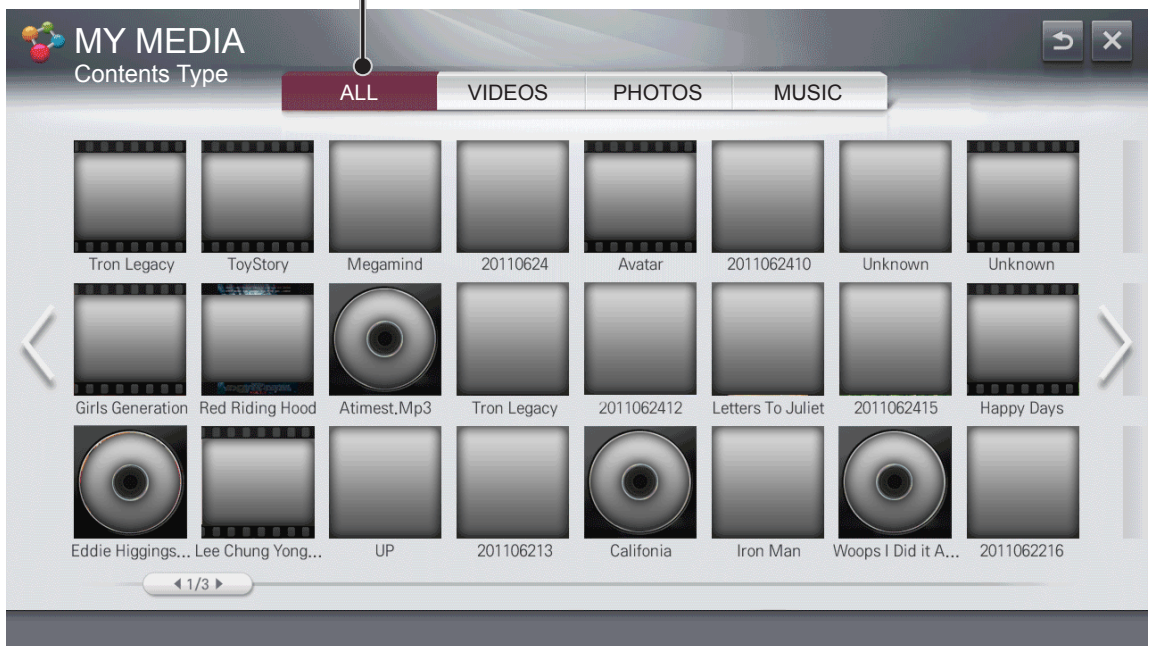 MY MEDIA
Contents Type
ALL VIDEOS PHOTOS MUSIC
Tron Legacy ToyStory Megamind 20110624 Avatar 2011062410 Unknown Unknown
Girls Generation Red Riding Hood Atimest.Mp3 Tron Legacy 2011062412 Letters To Juliet 2011062415 Happy Days
Eddie Higgings... Lee Chung Yong... UP 201106213 Califonia Iron Man Woops I Did it A... 2011062216
1/3